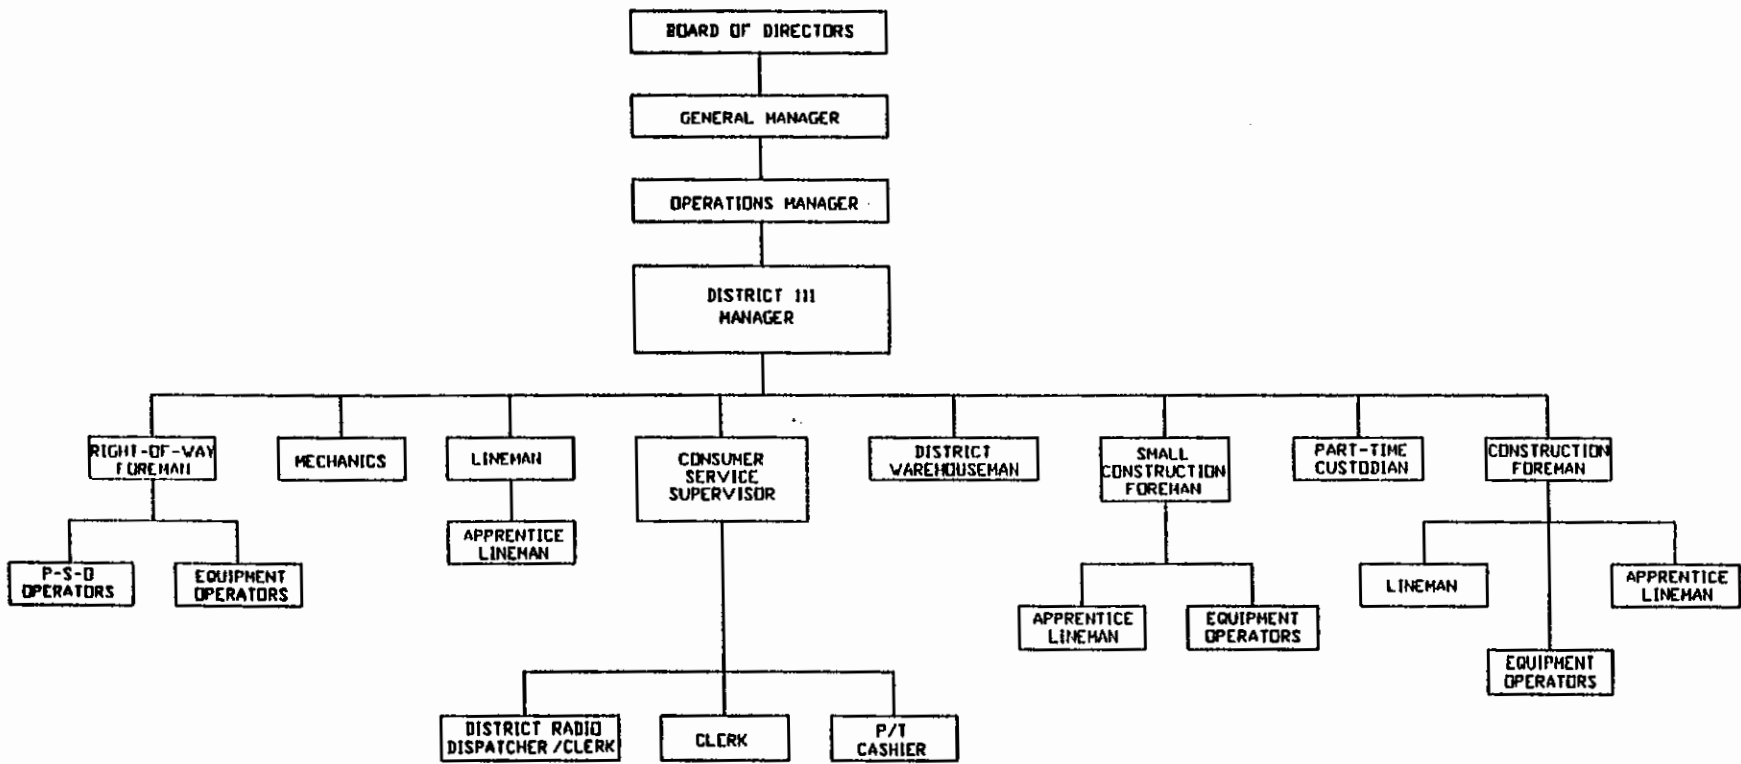 BOARD OF DIRECTORS
GENERAL MANAGER
OPERATIONS MANAGER
DISTRICT III
MANAGER
RIGHT-OF-WAY
FOREMAN
MECHANICS
LINEMAN
CONSUMER
SERVICE
SUPERVISOR
DISTRICT
WAREHOUSEMAN
SMALL
CONSTRUCTION
FOREMAN
PART-TIME
CUSTODIAN
CONSTRUCTION
FOREMAN
P-S-O
OPERATORS
EQUIPMENT
OPERATORS
APPRENTICE
LINEMAN
APPRENTICE
LINEMAN
EQUIPMENT
OPERATORS
LINEMAN
EQUIPMENT
OPERATORS
APPRENTICE
LINEMAN
DISTRICT RADIO
DISPATCHER/CLERK
CLERK
P/T
CASHIER